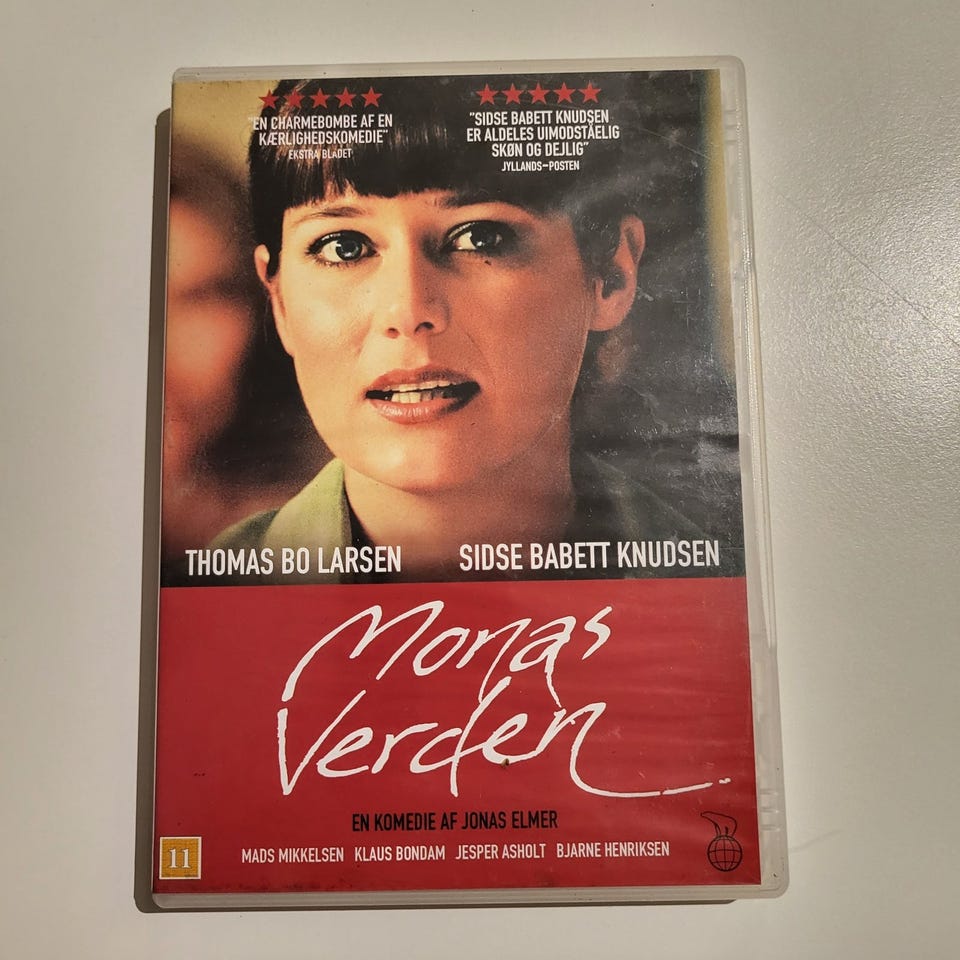 "EN CHARMEBOMBE AF EN
KÆRLIGHEDSKOMEDIE"
EKSTRA BLADET
"SIDSE BABETT KNUDSEN
ER ALDELES UIMODSTÅELIG
SKØN OG DEJLIG"
JYLLANDS-POSTEN
THOMAS BO LARSEN
SIDSE BABETT KNUDSEN
Monas
Verden
EN KOMEDIE AF JONAS ELMER
MADS MIKKELSEN KLAUS BONDAM JESPER ASHOLT BJARNE HENRIKSEN
11